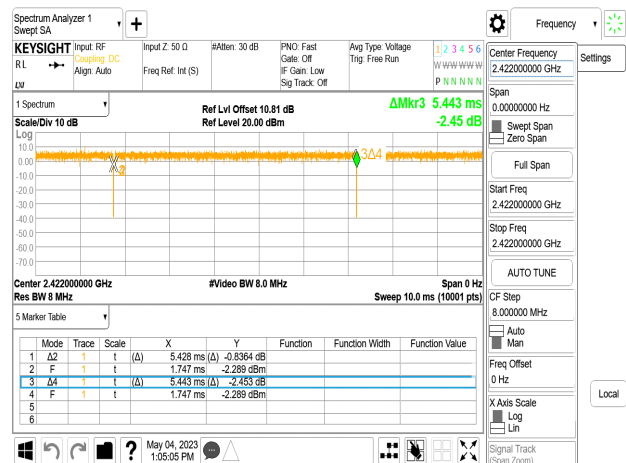 Spectrum Analyzer 1
Swept SA
Frequency
KEYSIGHT
Input: RF
Coupling: DC
Align: Auto
Input Z: 50 Ω
Freq Ref: Int (S)
#Atten: 30 dB
PNO: Fast
Gate: Off
IF Gain: Low
Sig Track: Off
Avg Type: Voltage
Trig: Free Run
1 2 3 4 5 6
W W W W W W
P N N N N N
R L
LXI
1 Spectrum
Scale/Div 10 dB
Ref Lvl Offset 10.81 dB
Ref Level 20.00 dBm
ΔMkr3 5.443 ms
-2.45 dB
Log
10.0
0.00
-10.0
-20.0
-30.0
-40.0
-50.0
-60.0
-70.0
3Δ4
Center 2.422000000 GHz
#Video BW 8.0 MHz
Span 0 Hz
Res BW 8 MHz
Sweep 10.0 ms (10001 pts)
5 Marker Table
Mode Trace Scale X Y Function Function Width Function Value
1 Δ2 1 t (Δ) 5.428 ms (Δ) -0.8364 dB
2 F 1 t 1.747 ms -2.289 dBm
3 Δ4 1 t (Δ) 5.443 ms (Δ) -2.453 dB
4 F 1 t 1.747 ms -2.289 dBm
5
6
May 04, 2023
1:05:05 PM
Center Frequency
2.422000000 GHz
Settings
Span
0.00000000 Hz
Swept Span
Zero Span
Full Span
Start Freq
2.422000000 GHz
Stop Freq
2.422000000 GHz
AUTO TUNE
CF Step
8.000000 MHz
Auto
Man
Freq Offset
0 Hz
X Axis Scale
Log
Lin
Local
Signal Track
(Span Zoom)